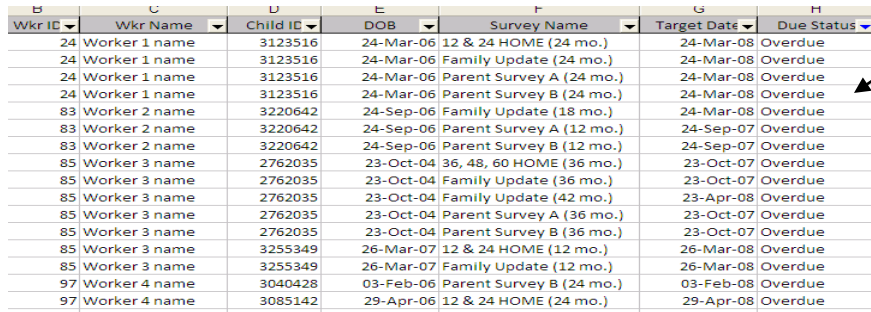 B C D E F G H
Wkr ID Wkr Name Child ID DOB Survey Name Target Date Due Status
24 Worker 1 name 3123516 24-Mar-06 12 & 24 HOME (24 mo.) 24-Mar-08 Overdue
24 Worker 1 name 3123516 24-Mar-06 Family Update (24 mo.) 24-Mar-08 Overdue
24 Worker 1 name 3123516 24-Mar-06 Parent Survey A (24 mo.) 24-Mar-08 Overdue
24 Worker 1 name 3123516 24-Mar-06 Parent Survey B (24 mo.) 24-Mar-08 Overdue
83 Worker 2 name 3220642 24-Sep-06 Family Update (18 mo.) 24-Mar-08 Overdue
83 Worker 2 name 3220642 24-Sep-06 Parent Survey A (12 mo.) 24-Sep-07 Overdue
83 Worker 2 name 3220642 24-Sep-06 Parent Survey B (12 mo.) 24-Sep-07 Overdue
85 Worker 3 name 2762035 23-Oct-04 36, 48, 60 HOME (36 mo.) 23-Oct-07 Overdue
85 Worker 3 name 2762035 23-Oct-04 Family Update (36 mo.) 23-Oct-07 Overdue
85 Worker 3 name 2762035 23-Oct-04 Family Update (42 mo.) 23-Apr-08 Overdue
85 Worker 3 name 2762035 23-Oct-04 Parent Survey A (36 mo.) 23-Oct-07 Overdue
85 Worker 3 name 2762035 23-Oct-04 Parent Survey B (36 mo.) 23-Oct-07 Overdue
85 Worker 3 name 3255349 26-Mar-07 12 & 24 HOME (12 mo.) 26-Mar-08 Overdue
85 Worker 3 name 3255349 26-Mar-07 Family Update (12 mo.) 26-Mar-08 Overdue
97 Worker 4 name 3040428 03-Feb-06 Parent Survey B (24 mo.) 03-Feb-08 Overdue
97 Worker 4 name 3085142 29-Apr-06 12 & 24 HOME (24 mo.) 29-Apr-08 Overdue